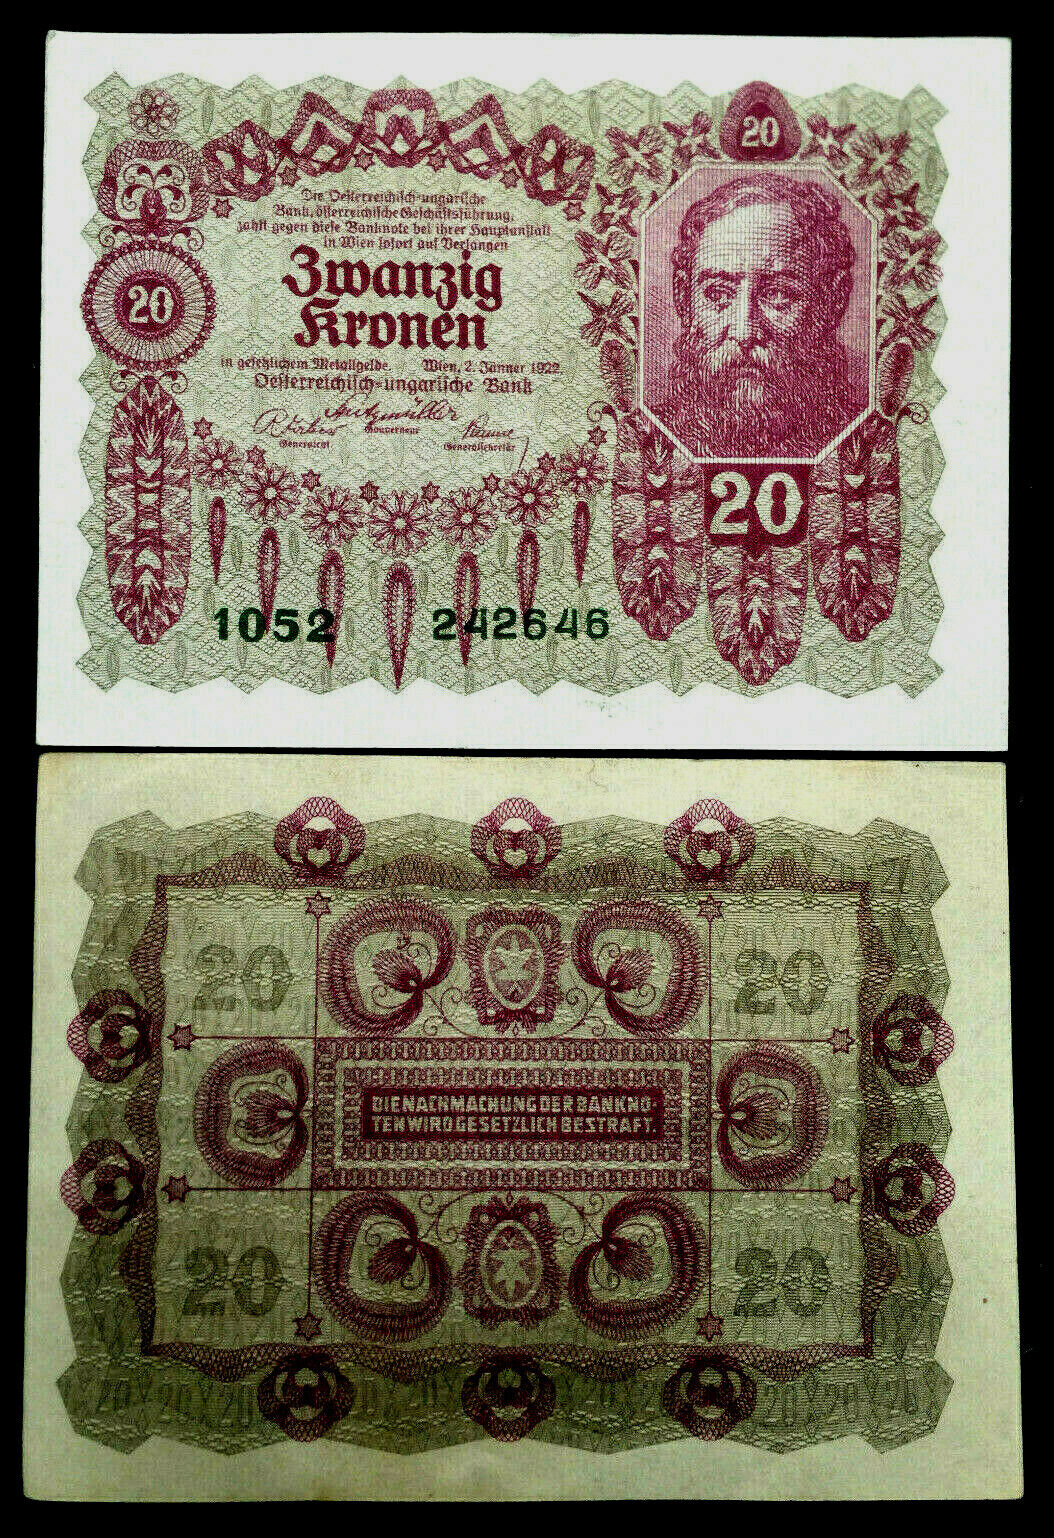 20
Die Oesterreichisch-ungarische
Bank, österreichische Geschäftsführung,
zahlt gegen diese Banknote bei ihrer Hauptanstalt
in Wien sofort auf Verlangen
Zwanzig
Kronen
20
in gesetzlichem Metallgelde. Wien, 2. Jänner 1922.
Oesterreichisch-ungarische Bank
Generalrat
Gouverneur
Generalsekretär
20
1052 242646
20 20
DIE NACHMACHUNG DER BANKNO-
TEN WIRD GESETZLICH BESTRAFT.
20 20